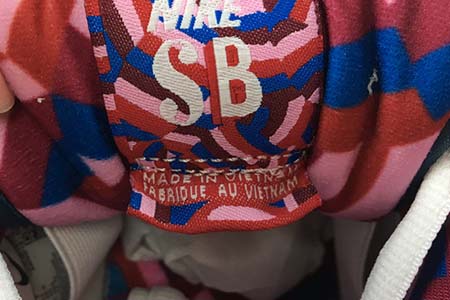 NIKE
SB
MADE IN VIETNAM
FABRIQUE AU VIETNAM